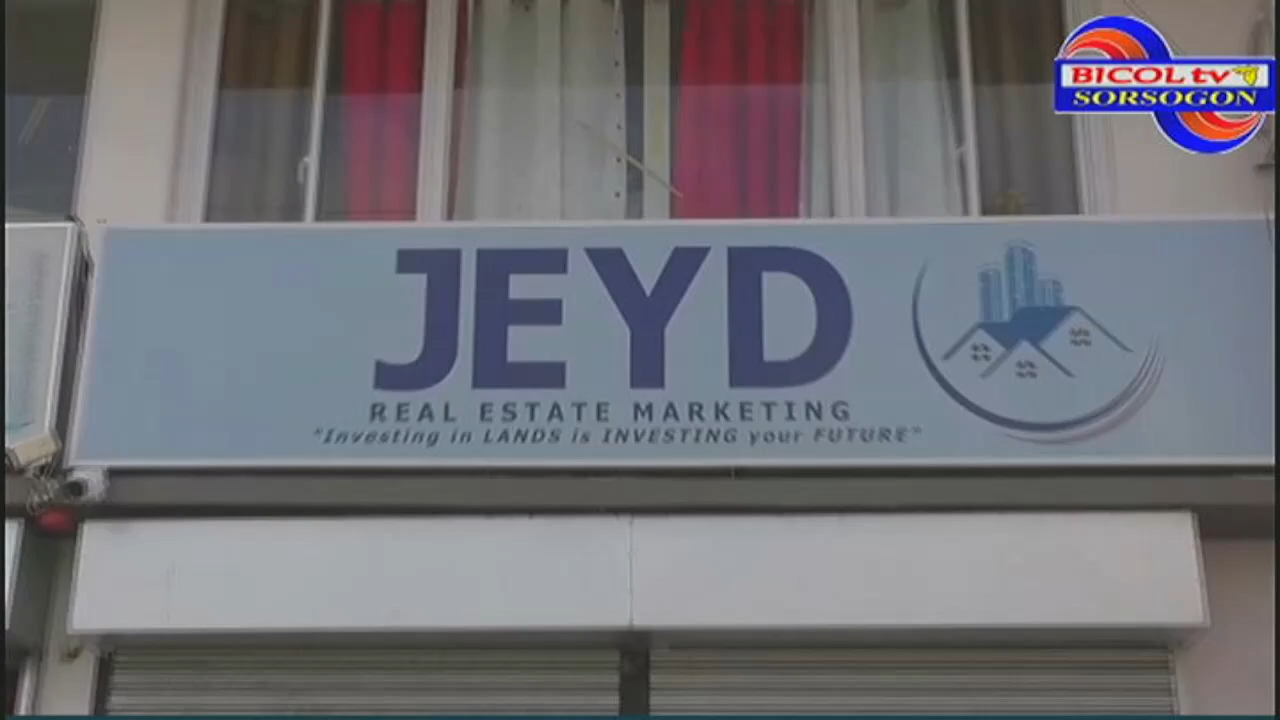 BICOL tv
SORSOGON
JEYD
REAL ESTATE MARKETING
"Investing in LANDS is INVESTING your FUTURE"